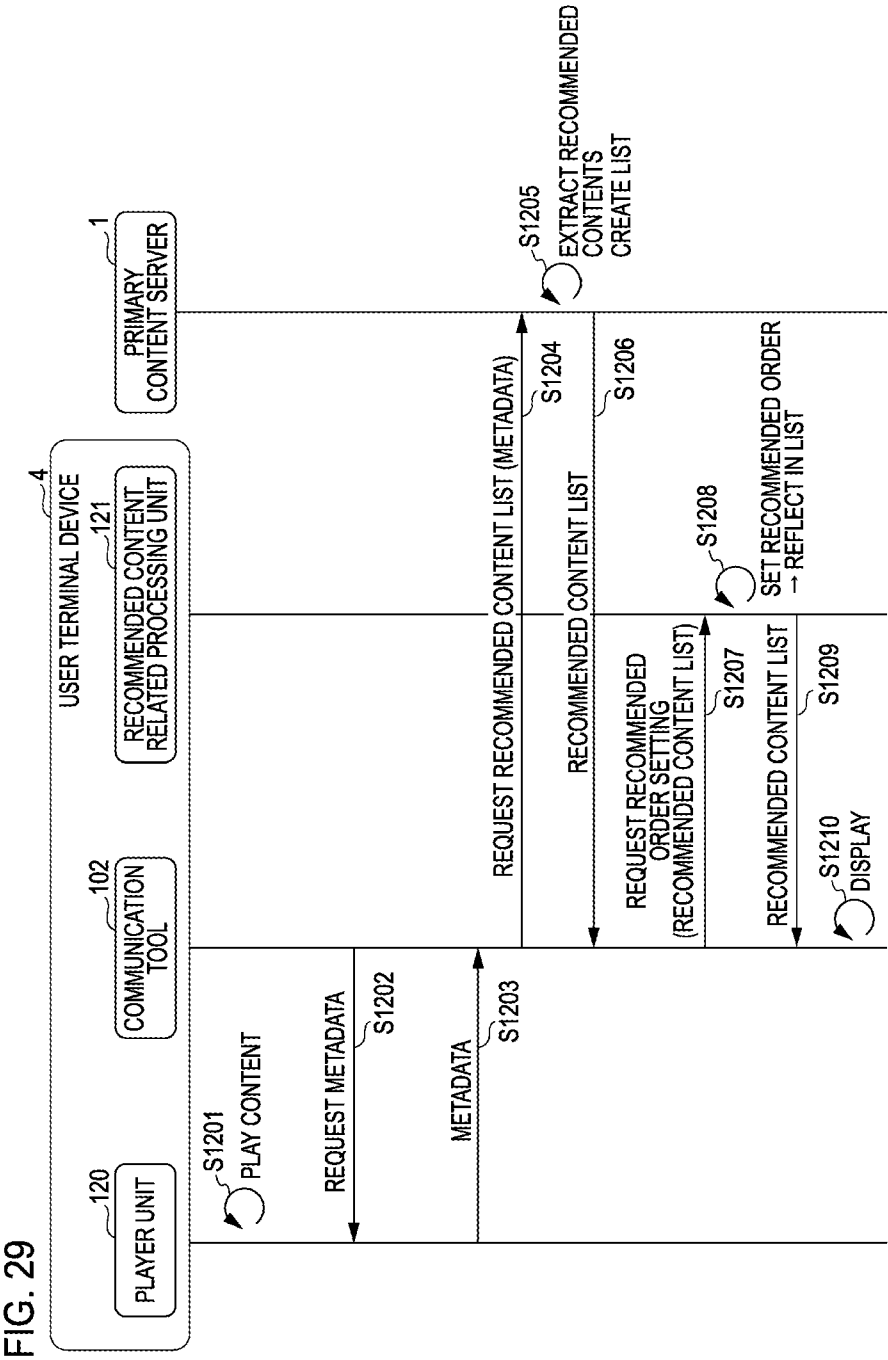 FIG. 29
4
USER TERMINAL DEVICE
120
PLAYER UNIT
102
COMMUNICATION
TOOL
121
RECOMMENDED CONTENT
RELATED PROCESSING UNIT
1
PRIMARY
CONTENT SERVER
S1201
PLAY CONTENT
REQUEST METADATA
S1202
METADATA
S1203
REQUEST RECOMMENDED CONTENT LIST (METADATA)
S1204
S1205
EXTRACT RECOMMENDED
CONTENTS
CREATE LIST
RECOMMENDED CONTENT LIST
S1206
REQUEST RECOMMENDED
ORDER SETTING
(RECOMMENDED CONTENT LIST)
S1207
S1208
SET RECOMMENDED ORDER
→ REFLECT IN LIST
RECOMMENDED CONTENT LIST
S1209
S1210
DISPLAY